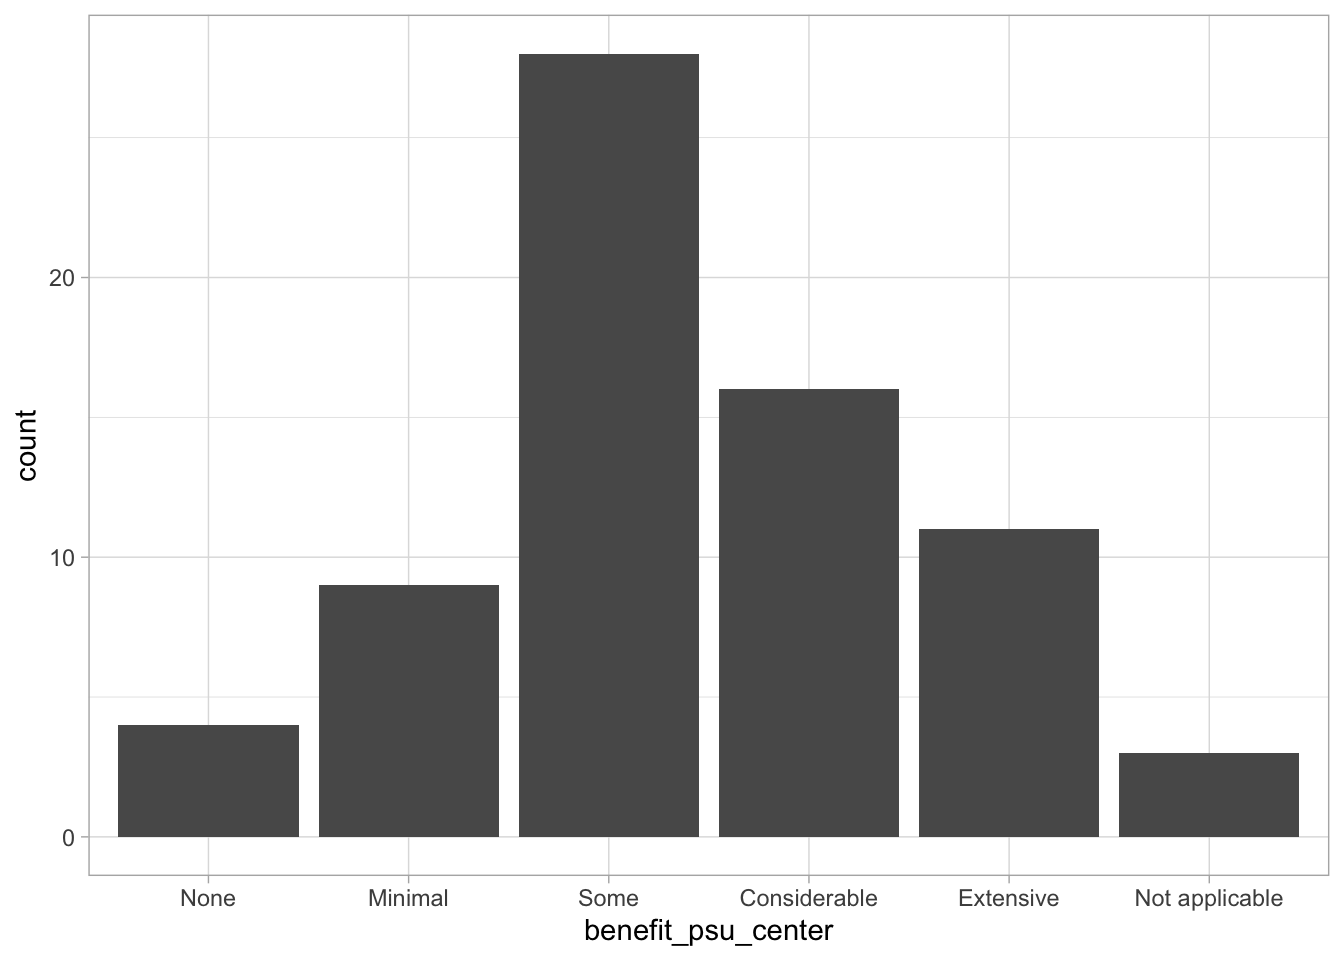 count
20
10
0
None Minimal Some Considerable Extensive Not applicable
benefit_psu_center